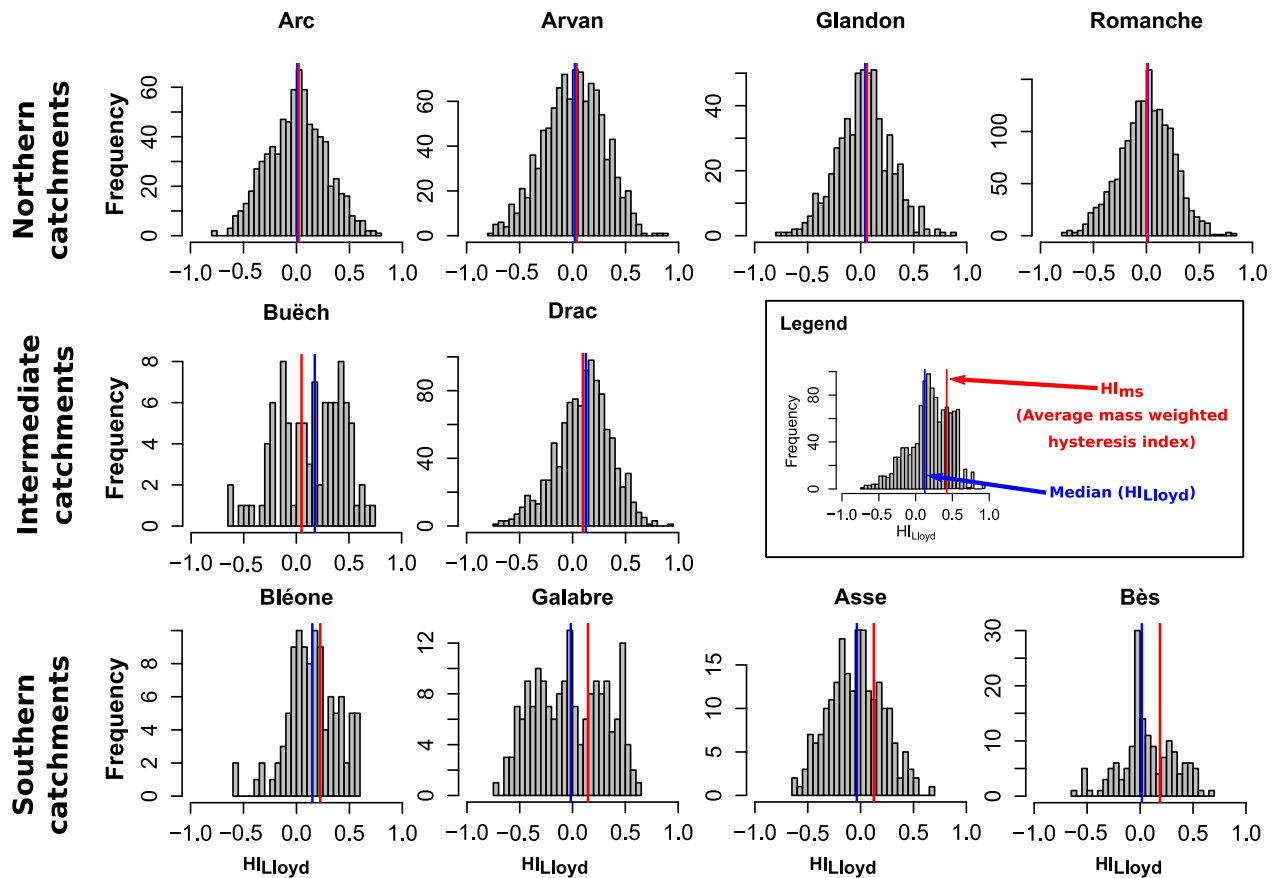 Arc
Arvan
Glandon
Romanche
Northern
catchments
Frequency
0 20 40 60
−1.0 −0.5 0.0 0.5 1.0
0 20 40 60
−1.0 −0.5 0.0 0.5 1.0
0 20 40
−1.0 −0.5 0.0 0.5 1.0
0 50 100
−1.0 −0.5 0.0 0.5 1.0
Buëch
Drac
Intermediate
catchments
Frequency
0 2 4 6 8
−1.0 −0.5 0.0 0.5 1.0
0 40 80
−1.0 −0.5 0.0 0.5 1.0
Legend
Frequency
0 40 80
−1.0 −0.5 0.0 0.5 1.0
HILloyd
HIms
(Average mass weighted
hysteresis index)
Median (HILloyd)
Bléone
Galabre
Asse
Bès
Southern
catchments
Frequency
0 2 4 6 8
−1.0 −0.5 0.0 0.5 1.0
HILloyd
0 4 8 12
−1.0 −0.5 0.0 0.5 1.0
HILloyd
0 5 10 15
−1.0 −0.5 0.0 0.5 1.0
HILloyd
0 10 20 30
−1.0 −0.5 0.0 0.5 1.0
HILloyd